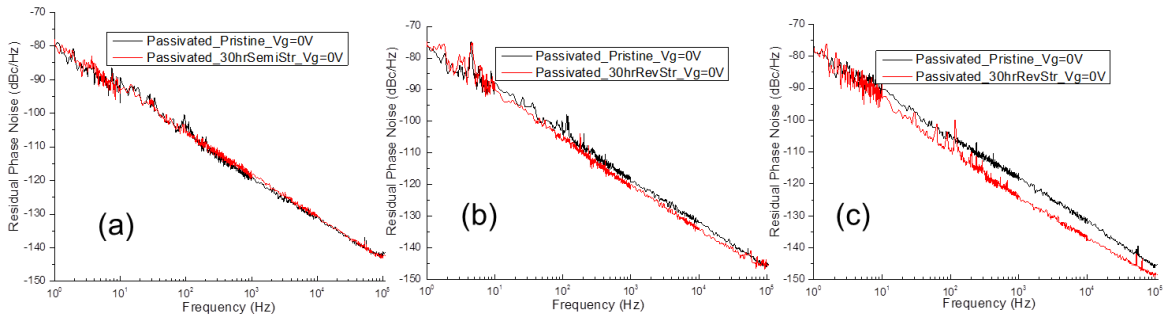 Residual Phase Noise (dBc/Hz)
-50
-60
-70
-80
-90
-100
-110
-120
-130
-140
-150
Passivated_Pristine_Vg=0V
Passivated_30hrSemiStr_Vg=0V
(a)
10⁰ 10¹ 10² 10³ 10⁴ 10⁵
Frequency (Hz)
Residual Phase Noise (dBc/Hz)
-60
-70
-80
-90
-100
-110
-120
-130
-140
-150
Passivated_Pristine_Vg=0V
Passivated_30hrRevStr_Vg=0V
(b)
10⁰ 10¹ 10² 10³ 10⁴ 10⁵
Frequency (Hz)
Residual Phase Noise (dBc/Hz)
-60
-70
-80
-90
-100
-110
-120
-130
-140
-150
Passivated_Pristine_Vg=0V
Passivated_30hrRevStr_Vg=0V
(c)
10⁰ 10¹ 10² 10³ 10⁴ 10⁵
Frequency (Hz)